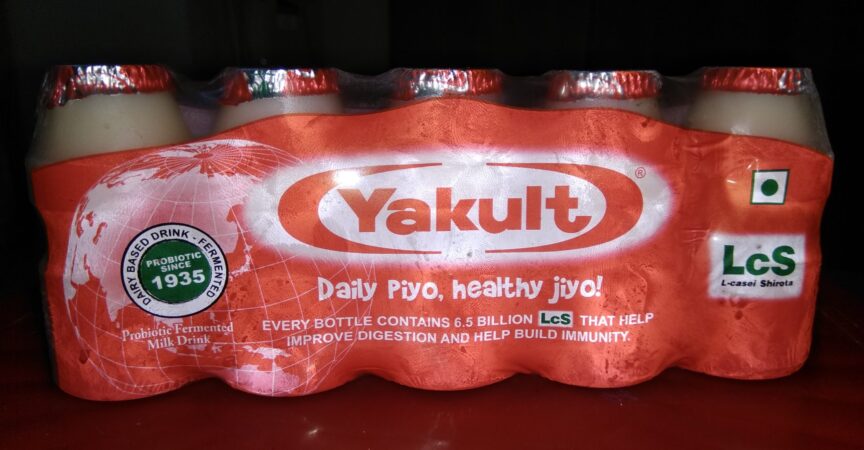 Yakult®
DAIRY BASED DRINK - FERMENTED
PROBIOTIC
SINCE
1935
Probiotic Fermented
Milk Drink
Daily Piyo, healthy jiyo!
EVERY BOTTLE CONTAINS 6.5 BILLION LcS THAT HELP
IMPROVE DIGESTION AND HELP BUILD IMMUNITY.
LcS
L-casei Shirota